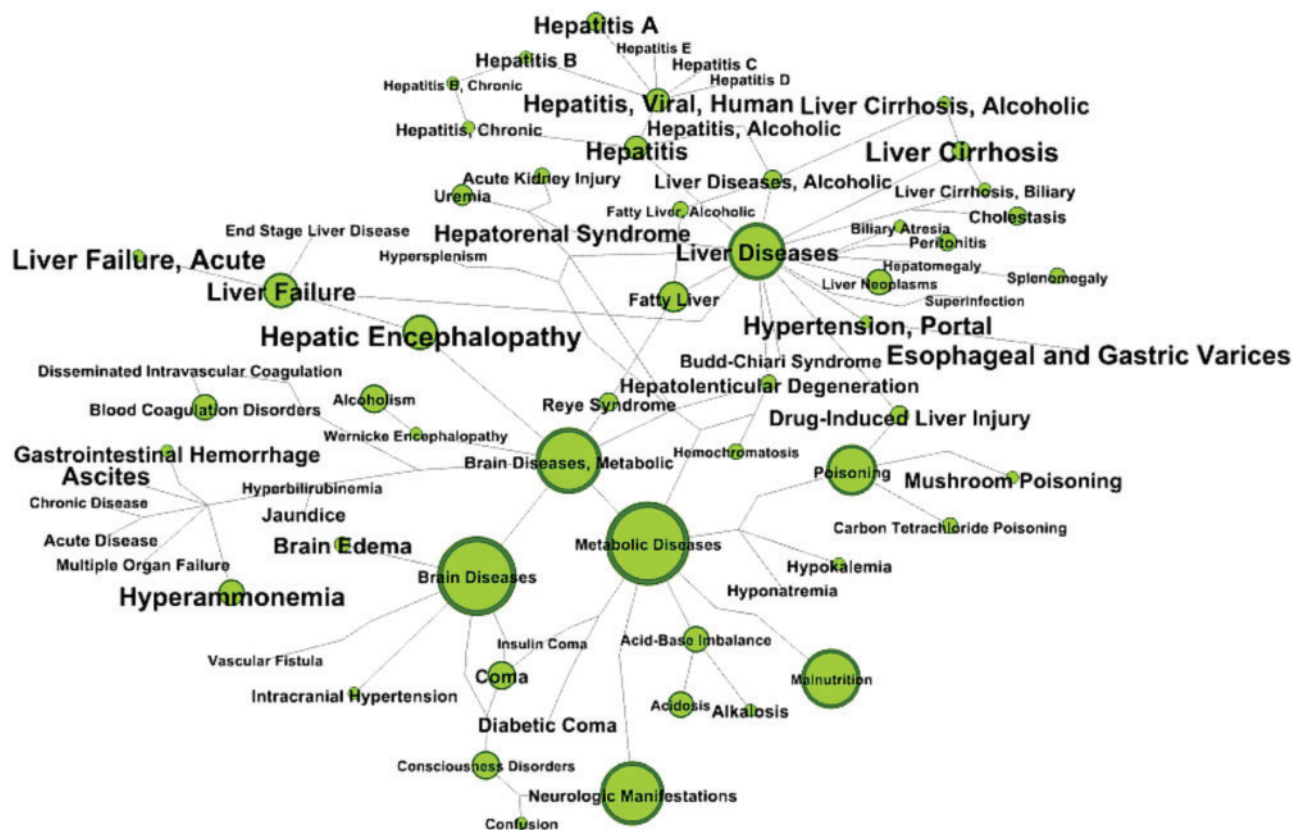 Hepatitis A
Hepatitis E
Hepatitis B
Hepatitis C
Hepatitis D
Hepatitis B, Chronic
Hepatitis, Viral, Human
Liver Cirrhosis, Alcoholic
Hepatitis, Chronic
Hepatitis, Alcoholic
Hepatitis
Liver Cirrhosis
Acute Kidney Injury
Liver Diseases, Alcoholic
Liver Cirrhosis, Biliary
Uremia
Fatty Liver, Alcoholic
Cholestasis
End Stage Liver Disease
Hepatorenal Syndrome
Biliary Atresia
Peritonitis
Liver Failure, Acute
Hypersplenism
Liver Diseases
Hepatomegaly
Splenomegaly
Liver Neoplasms
Liver Failure
Fatty Liver
Superinfection
Hypertension, Portal
Hepatic Encephalopathy
Esophageal and Gastric Varices
Budd-Chiari Syndrome
Disseminated Intravascular Coagulation
Hepatolenticular Degeneration
Alcoholism
Reye Syndrome
Blood Coagulation Disorders
Drug-Induced Liver Injury
Wernicke Encephalopathy
Gastrointestinal Hemorrhage
Hemochromatosis
Brain Diseases, Metabolic
Poisoning
Ascites
Mushroom Poisoning
Hyperbilirubinemia
Chronic Disease
Jaundice
Carbon Tetrachloride Poisoning
Acute Disease
Brain Edema
Metabolic Diseases
Multiple Organ Failure
Hypokalemia
Brain Diseases
Hyponatremia
Hyperammonemia
Acid-Base Imbalance
Insulin Coma
Vascular Fistula
Coma
Malnutrition
Intracranial Hypertension
Acidosis
Alkalosis
Diabetic Coma
Consciousness Disorders
Neurologic Manifestations
Confusion